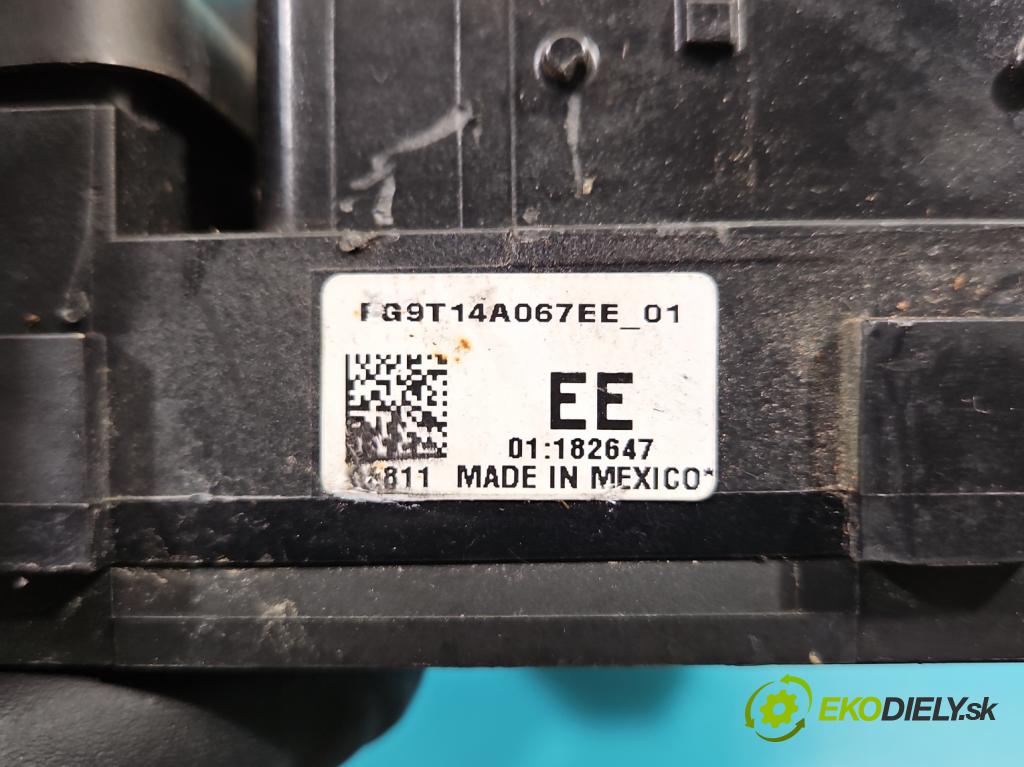 FG9T14A067EE_01
EE
01:182647
811 MADE IN MEXICO*
EKODIELY.sk